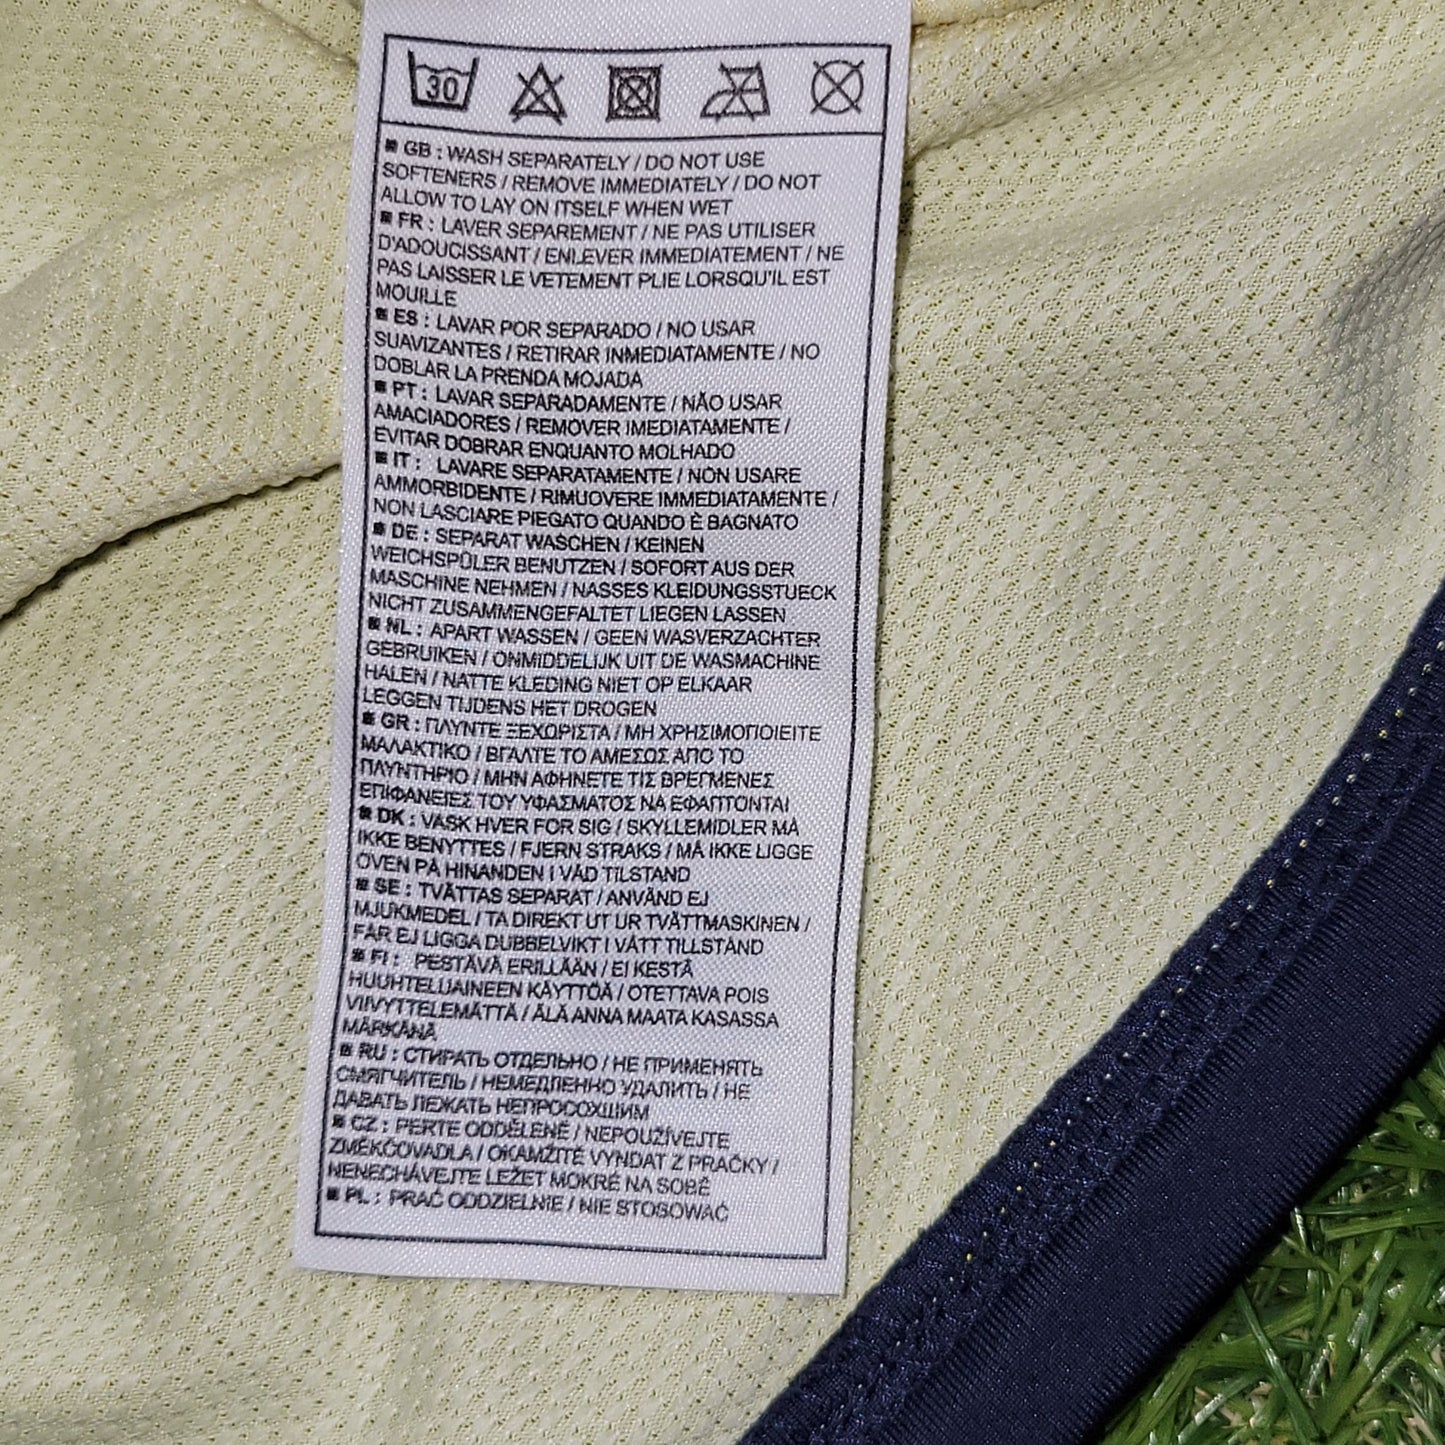 30
■ GB : WASH SEPARATELY / DO NOT USE
SOFTENERS / REMOVE IMMEDIATELY / DO NOT
ALLOW TO LAY ON ITSELF WHEN WET
■ FR : LAVER SEPAREMENT / NE PAS UTILISER
D'ADOUCISSANT / ENLEVER IMMEDIATEMENT / NE
PAS LAISSER LE VETEMENT PLIE LORSQU'IL EST
MOUILLE
■ ES : LAVAR POR SEPARADO / NO USAR
SUAVIZANTES / RETIRAR INMEDIATAMENTE / NO
DOBLAR LA PRENDA MOJADA
■ PT : LAVAR SEPARADAMENTE / NÃO USAR
AMACIADORES / REMOVER IMEDIATAMENTE /
EVITAR DOBRAR ENQUANTO MOLHADO
■ IT : LAVARE SEPARATAMENTE / NON USARE
AMMORBIDENTE / RIMUOVERE IMMEDIATAMENTE /
NON LASCIARE PIEGATO QUANDO È BAGNATO
■ DE : SEPARAT WASCHEN / KEINEN
WEICHSPÜLER BENUTZEN / SOFORT AUS DER
MASCHINE NEHMEN / NASSES KLEIDUNGSSTUECK
NICHT ZUSAMMENGEFALTET LIEGEN LASSEN
■ NL : APART WASSEN / GEEN WASVERZACHTER
GEBRUIKEN / ONMIDDELIJK UIT DE WASMACHINE
HALEN / NATTE KLEDING NIET OP ELKAAR
LEGGEN TIJDENS HET DROGEN
■ GR : ΠΛΥΝΤΕ ΞΕΧΩΡΙΣΤΑ / ΜΗ ΧΡΗΣΙΜΟΠΟΙΕΙΤΕ
ΜΑΛΑΚΤΙΚΟ / ΒΓΑΛΤΕ ΤΟ ΑΜΕΣΩΣ ΑΠΟ ΤΟ
ΠΛΥΝΤΗΡΙΟ / ΜΗΝ ΑΦΗΝΕΤΕ ΤΙΣ ΒΡΕΓΜΕΝΕΣ
ΕΠΙΦΑΝΕΙΕΣ ΤΟΥ ΥΦΑΣΜΑΤΟΣ ΝΑ ΕΦΑΠΤΟΝΤΑΙ
■ DK : VASK HVER FOR SIG / SKYLLEMIDLER MÅ
IKKE BENYTTES / FJERN STRAKS / MÅ IKKE LIGGE
OVEN PÅ HINANDEN I VÅD TILSTAND
■ SE : TVÄTTAS SEPARAT / ANVÄND EJ
MJUKMEDEL / TA DIREKT UT UR TVÄTTMASKINEN /
FÅR EJ LIGGA DUBBELVIKT I VÅTT TILLSTÅND
■ FI : PESTÄVÄ ERILLÄÄN / EI KESTÄ
HUUHTELUAINEEN KÄYTTÖÄ / OTETTAVA POIS
VIIVYTTELEMÄTTÄ / ÄLÄ ANNA MAATA KASASSA
MÄRKÄNÄ
■ RU : СТИРАТЬ ОТДЕЛЬНО / НЕ ПРИМЕНЯТЬ
СМЯГЧИТЕЛЬ / НЕМЕДЛЕННО УДАЛИТЬ / НЕ
ДАВАТЬ ЛЕЖАТЬ НЕПРОСОХШИМ
■ CZ : PERTE ODDĚLENĚ / NEPOUŽÍVEJTE
ZMĚKČOVADLA / OKAMŽITĚ VYNDAT Z PRAČKY /
NENECHÁVEJTE LEŽET MOKRÉ NA SOBĚ
■ PL : PRAĆ ODDZIELNIE / NIE STOSOWAĆ